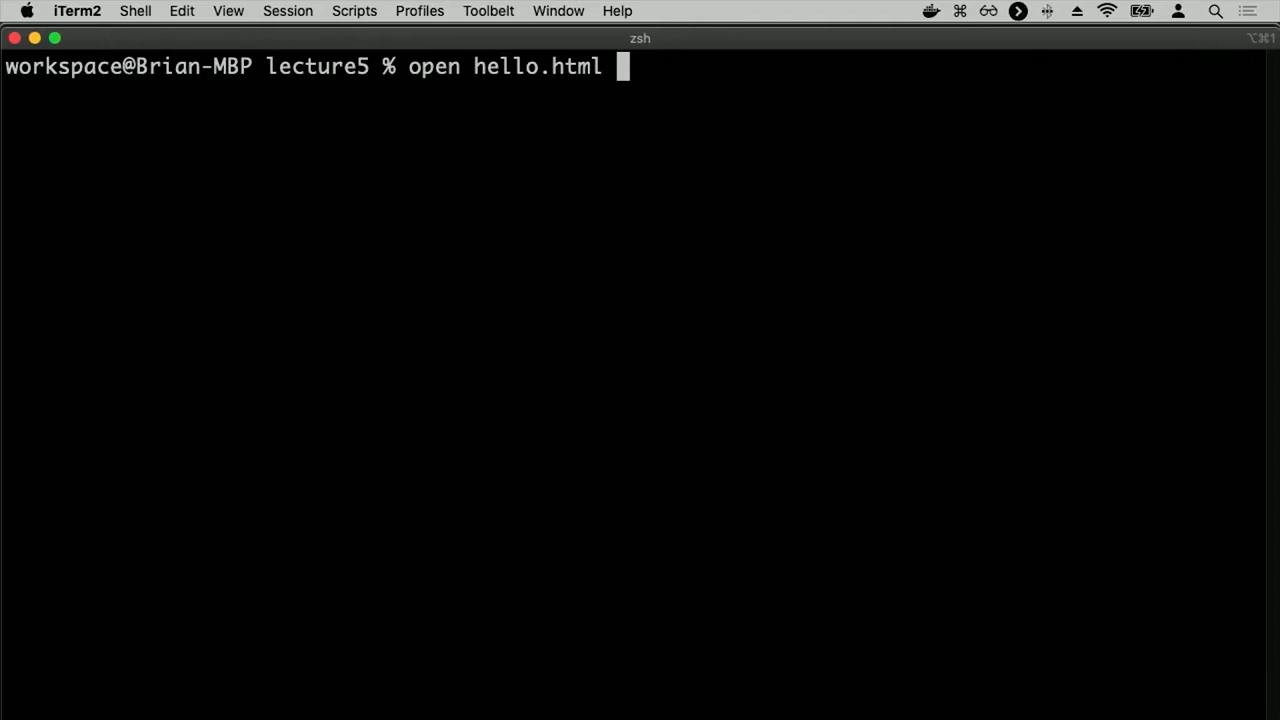 iTerm2 Shell Edit View Session Scripts Profiles Toolbelt Window Help
zsh ⌥⌘1
workspace@Brian-MBP lecture5 % open hello.html